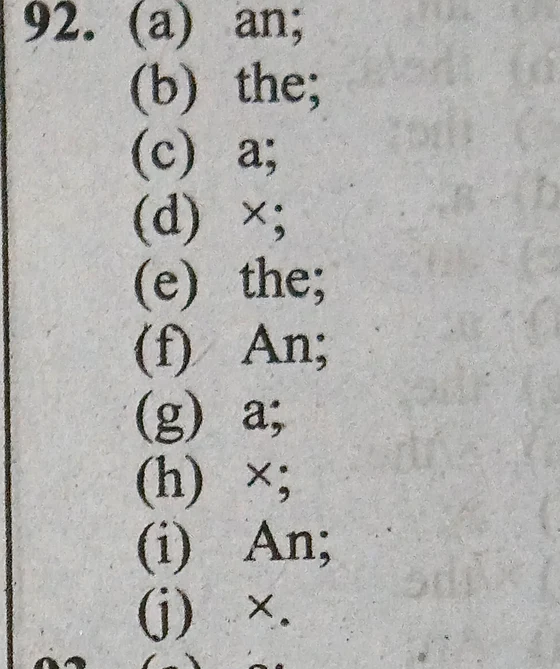 92. (a) an;
(b) the;
(c) a;
(d) ×;
(e) the;
(f) An;
(g) a;
(h) ×;
(i) An;
(j) ×.